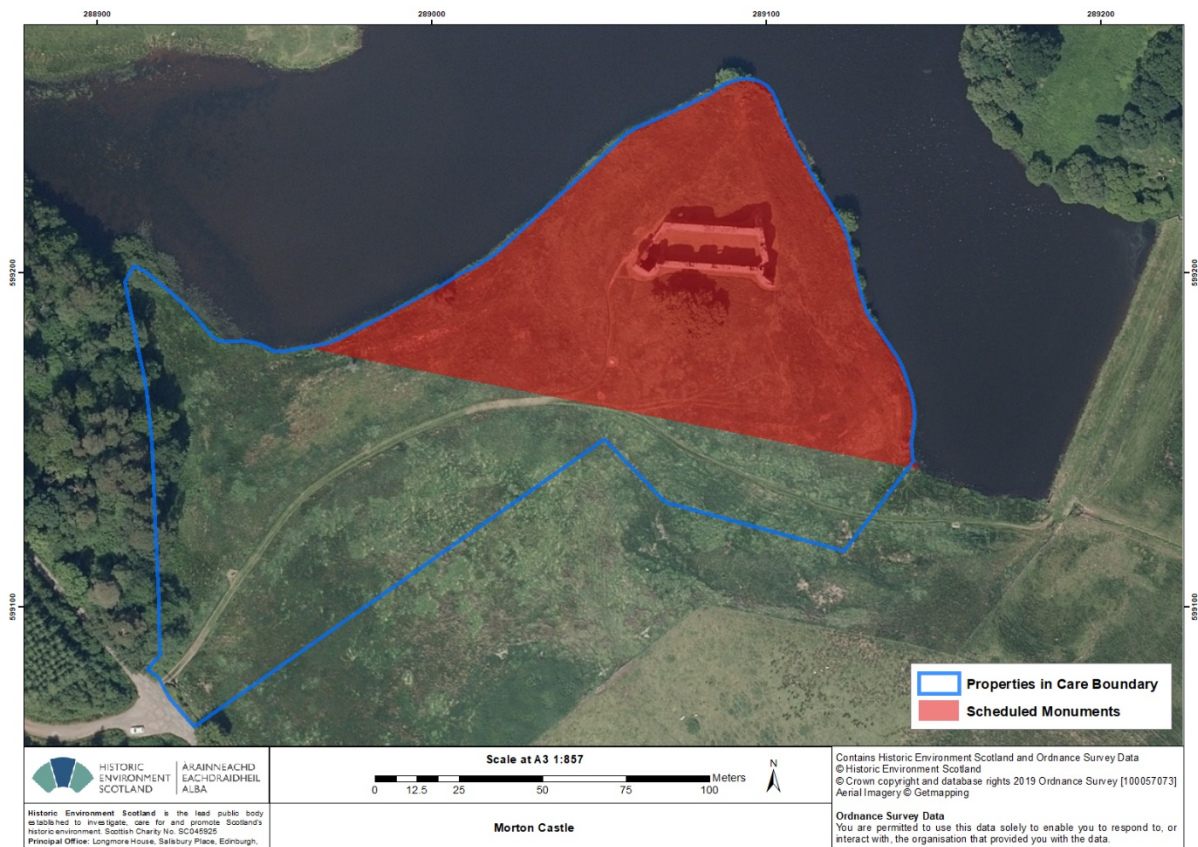 288900
289000
289100
289200
599200
599200
599100
599100
Properties in Care Boundary
Scheduled Monuments
HISTORIC
ENVIRONMENT
SCOTLAND
ÀRAINNEACHD
EACHDRAIDHEIL
ALBA
Historic Environment Scotland is the lead public body
established to investigate, care for and promote Scotland's
historic environment. Scottish Charity No. SC045925
Principal Office: Longmore House, Salisbury Place, Edinburgh,
Scale at A3 1:857
Meters
0 12.5 25 50 75 100
N
Morton Castle
Contains Historic Environment Scotland and Ordnance Survey Data
© Historic Environment Scotland
© Crown copyright and database rights 2019 Ordnance Survey [100057073]
Aerial Imagery © Getmapping
Ordnance Survey Data
You are permitted to use this data solely to enable you to respond to, or
interact with, the organisation that provided you with the data.